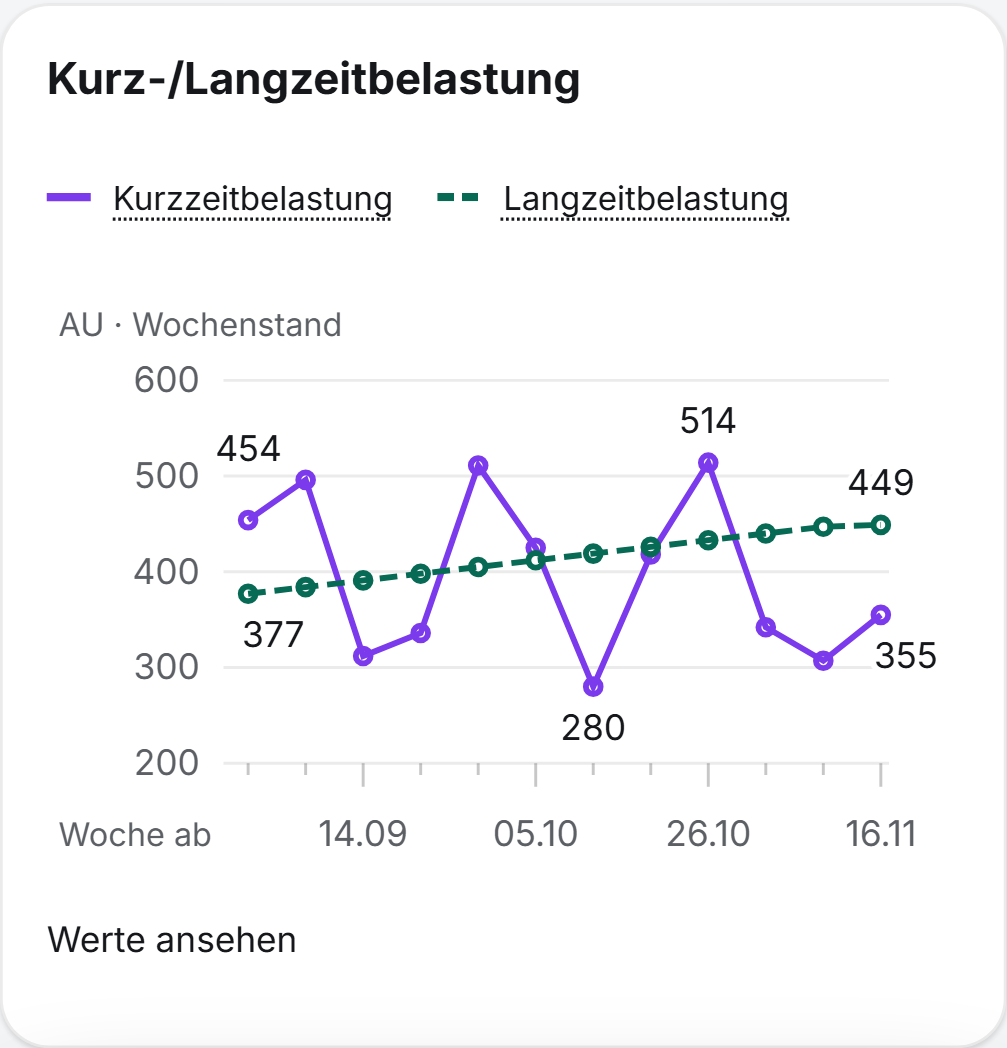 Kurz-/Langzeitbelastung
Kurzzeitbelastung Langzeitbelastung
AU · Wochenstand
600
514
454
500
449
400
377
300
355
280
200
Woche ab 14.09 05.10 26.10 16.11
Werte ansehen